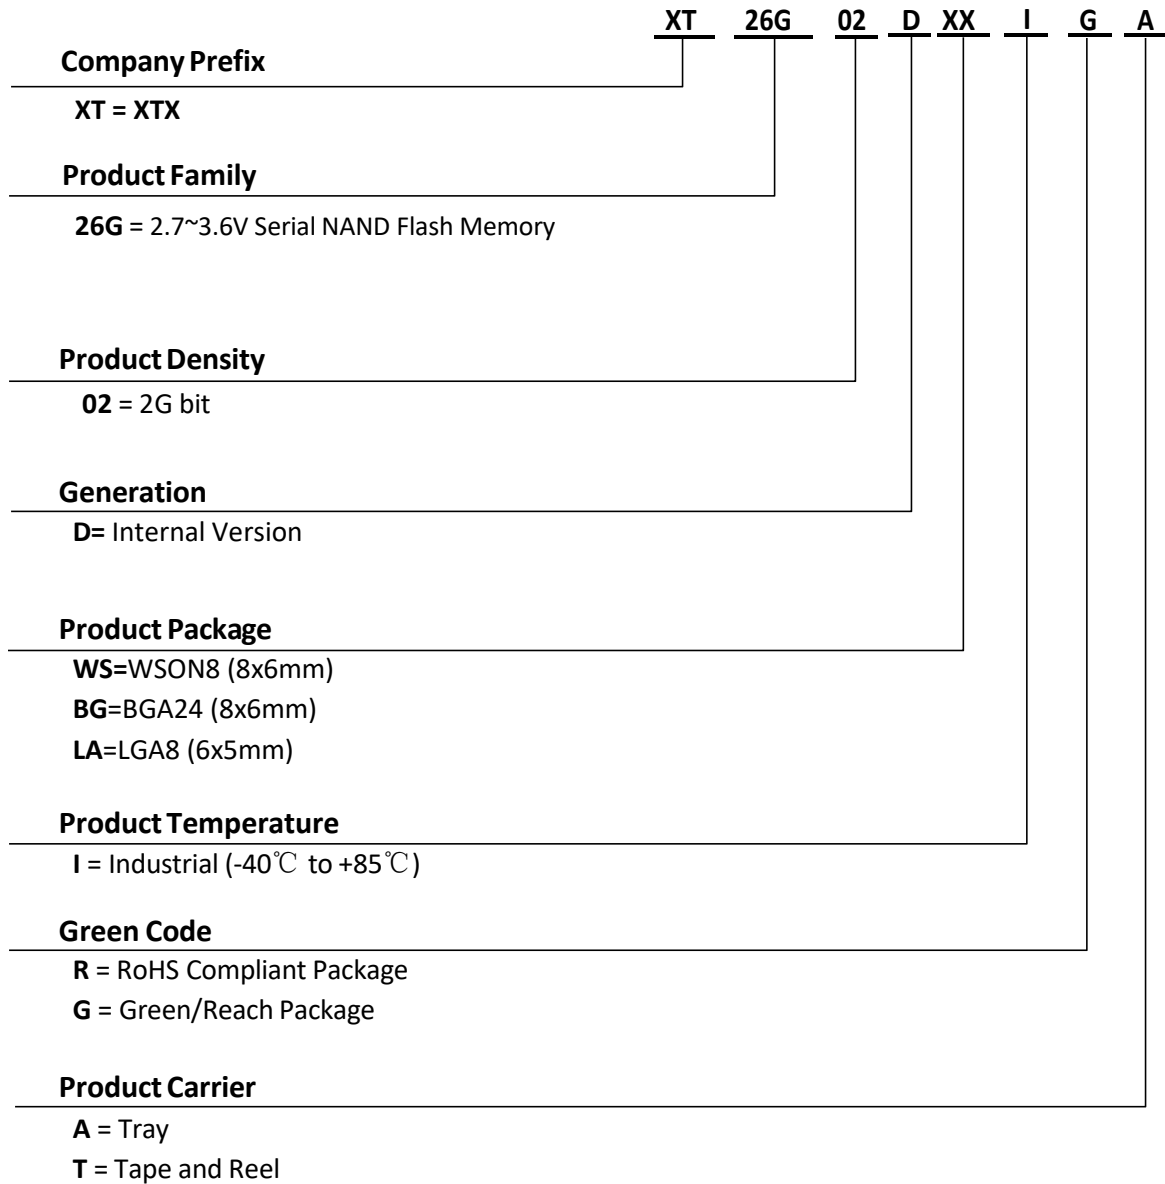 XT 26G 02 D XX I G A
Company Prefix
XT = XTX
Product Family
26G = 2.7~3.6V Serial NAND Flash Memory
Product Density
02 = 2G bit
Generation
D= Internal Version
Product Package
WS=WSON8 (8x6mm)
BG=BGA24 (8x6mm)
LA=LGA8 (6x5mm)
Product Temperature
I = Industrial (-40℃ to +85℃)
Green Code
R = RoHS Compliant Package
G = Green/Reach Package
Product Carrier
A = Tray
T = Tape and Reel